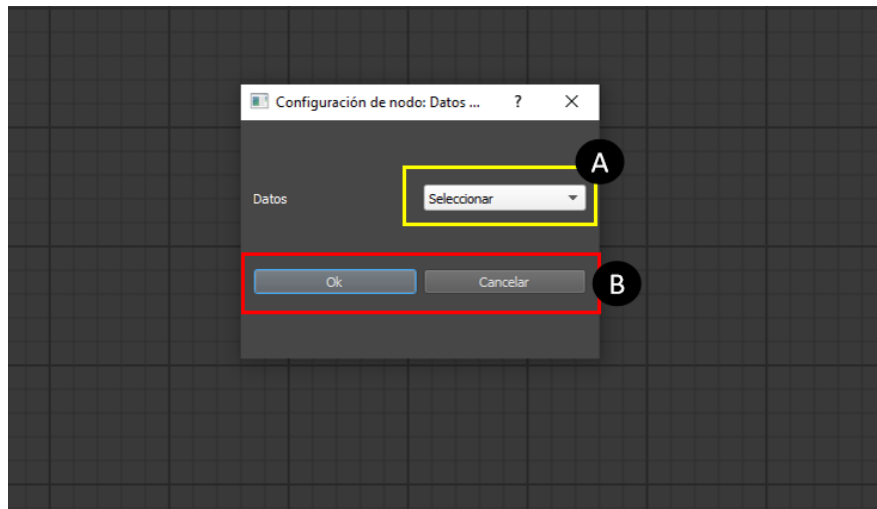 Configuración de nodo: Datos ... ?
A
Datos Seleccionar
Ok Cancelar B